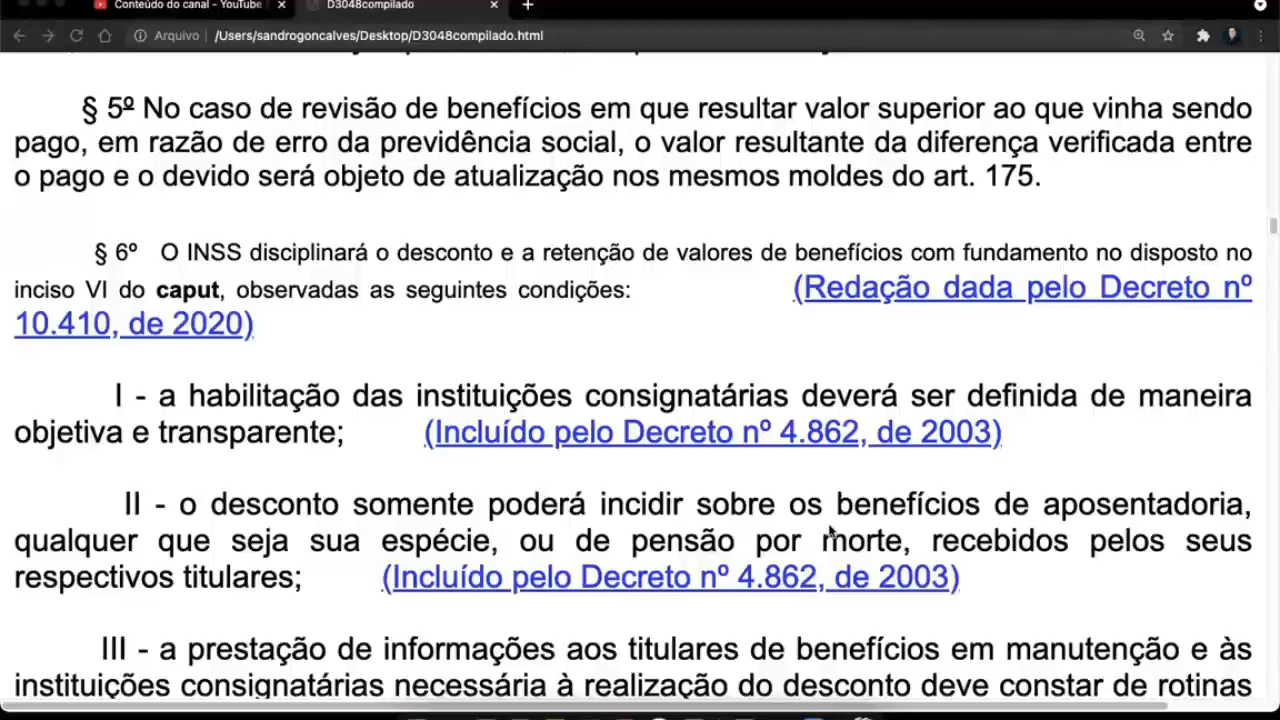 Conteúdo do canal - YouTube
D3048compilado
Arquivo
/Users/sandrogoncalves/Desktop/D3048compilado.html
§ 5º No caso de revisão de benefícios em que resultar valor superior ao que vinha sendo
pago, em razão de erro da previdência social, o valor resultante da diferença verificada entre
o pago e o devido será objeto de atualização nos mesmos moldes do art. 175.
§ 6º O INSS disciplinará o desconto e a retenção de valores de benefícios com fundamento no disposto no
inciso VI do caput, observadas as seguintes condições: (Redação dada pelo Decreto nº
10.410, de 2020)
I - a habilitação das instituições consignatárias deverá ser definida de maneira
objetiva e transparente; (Incluído pelo Decreto nº 4.862, de 2003)
II - o desconto somente poderá incidir sobre os benefícios de aposentadoria,
qualquer que seja sua espécie, ou de pensão por morte, recebidos pelos seus
respectivos titulares; (Incluído pelo Decreto nº 4.862, de 2003)
III - a prestação de informações aos titulares de benefícios em manutenção e às
instituições consignatárias necessária à realização do desconto deve constar de rotinas